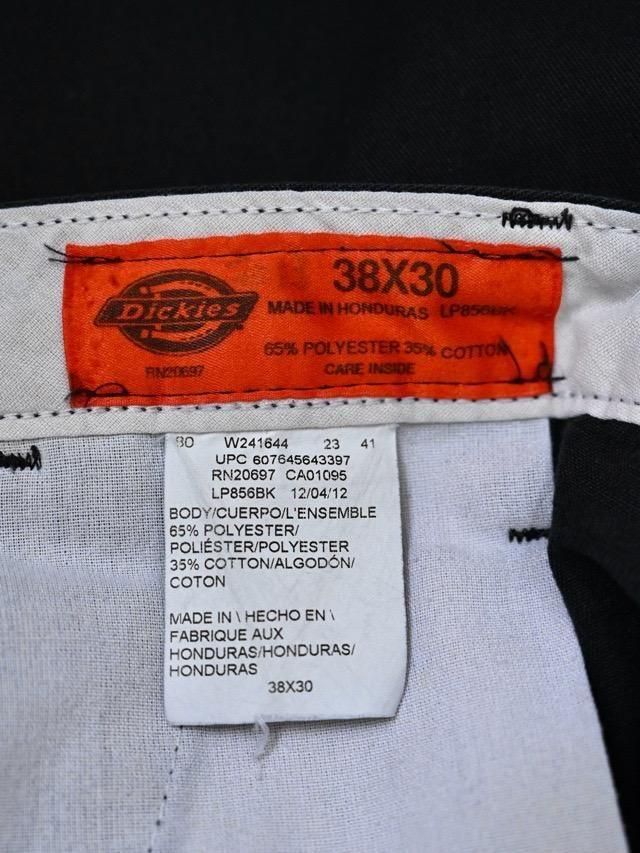 Dickies
RN20697
38X30
MADE IN HONDURAS LP856BK
65% POLYESTER 35% COTTON
CARE INSIDE
80 W241644 23 41
UPC 607645643397
RN20697 CA01095
LP856BK 12/04/12
BODY/CUERPO/L'ENSEMBLE
65% POLYESTER/
POLIÉSTER/POLYESTER
35% COTTON/ALGODÓN/
COTON
MADE IN \ HECHO EN \
FABRIQUE AUX
HONDURAS/HONDURAS/
HONDURAS
38X30